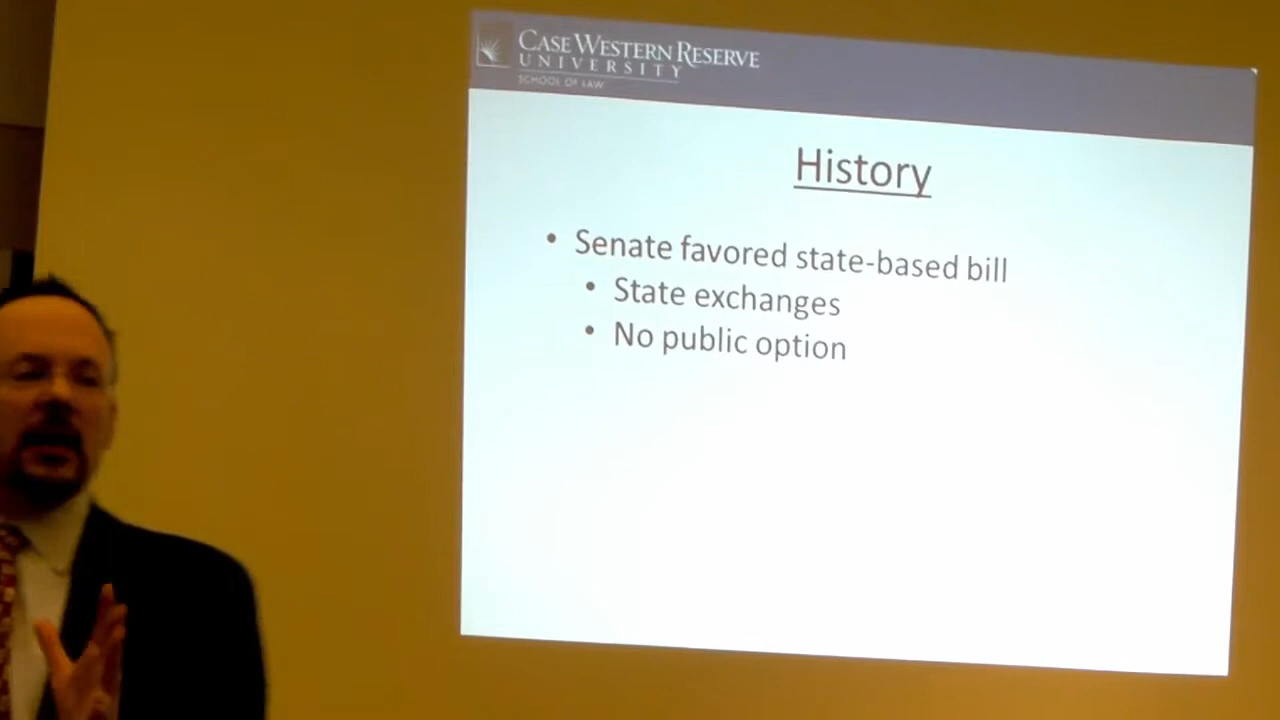 CASE WESTERN RESERVE
UNIVERSITY
SCHOOL OF LAW
History
• Senate favored state-based bill
• State exchanges
• No public option